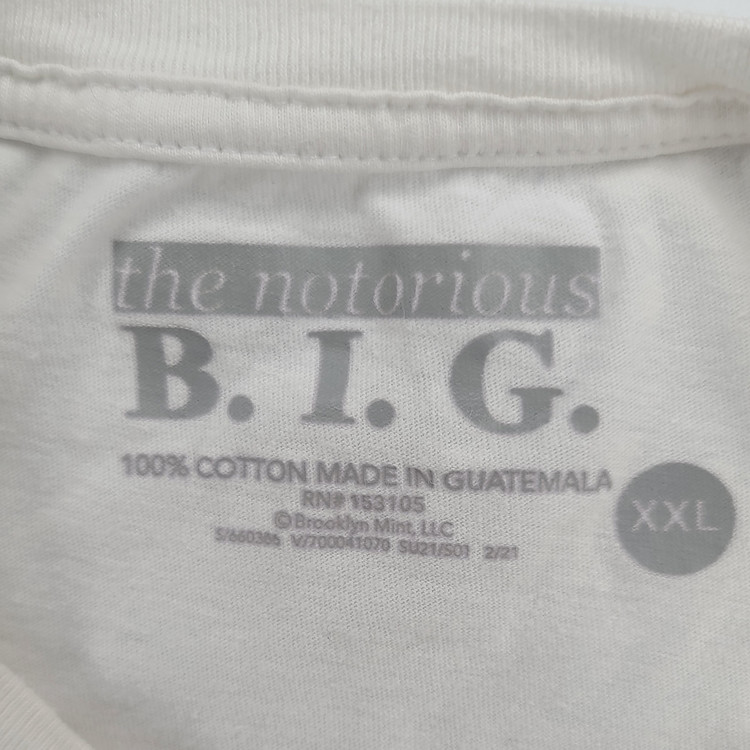 the notorious
B. I. G.
100% COTTON MADE IN GUATEMALA
RN# 153105
©Brooklyn Mint, LLC
S/660386 V/700041070 SU21/S01 2/21
XXL